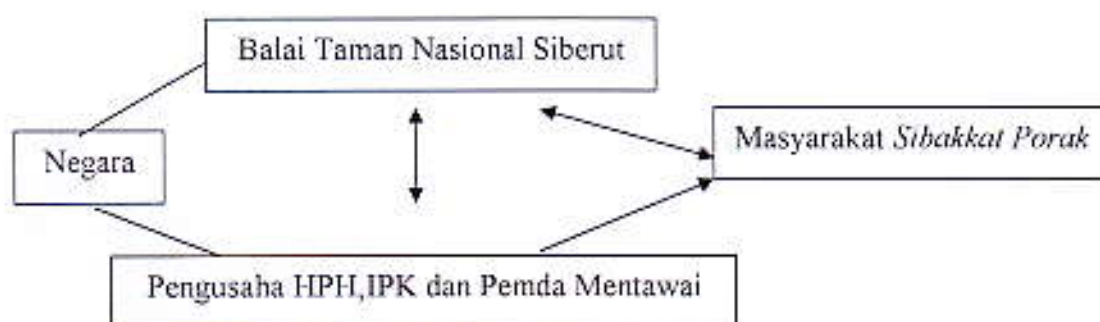 Balai Taman Nasional Siberut
Masyarakat Sibakkat Porak
Negara
Pengusaha HPH,IPK dan Pemda Mentawai